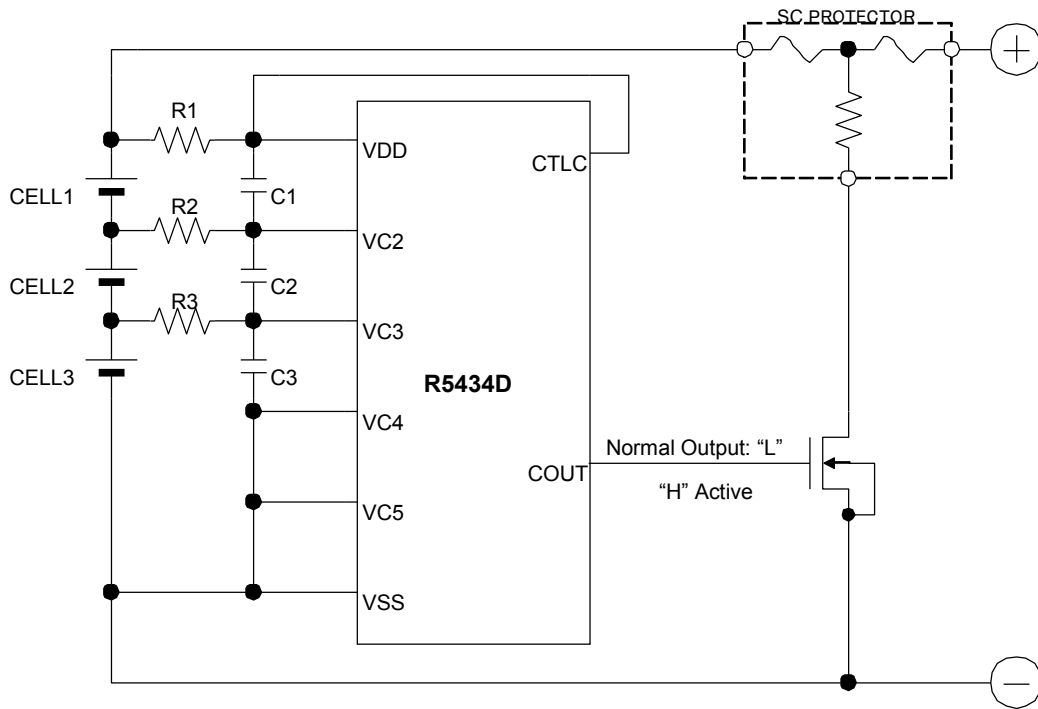 SC PROTECTOR
+
R1
VDD
CTLC
CELL1
C1
R2
VC2
CELL2
C2
R3
VC3
CELL3
C3
R5434D
VC4
Normal Output: “L”
COUT
“H” Active
VC5
VSS
−